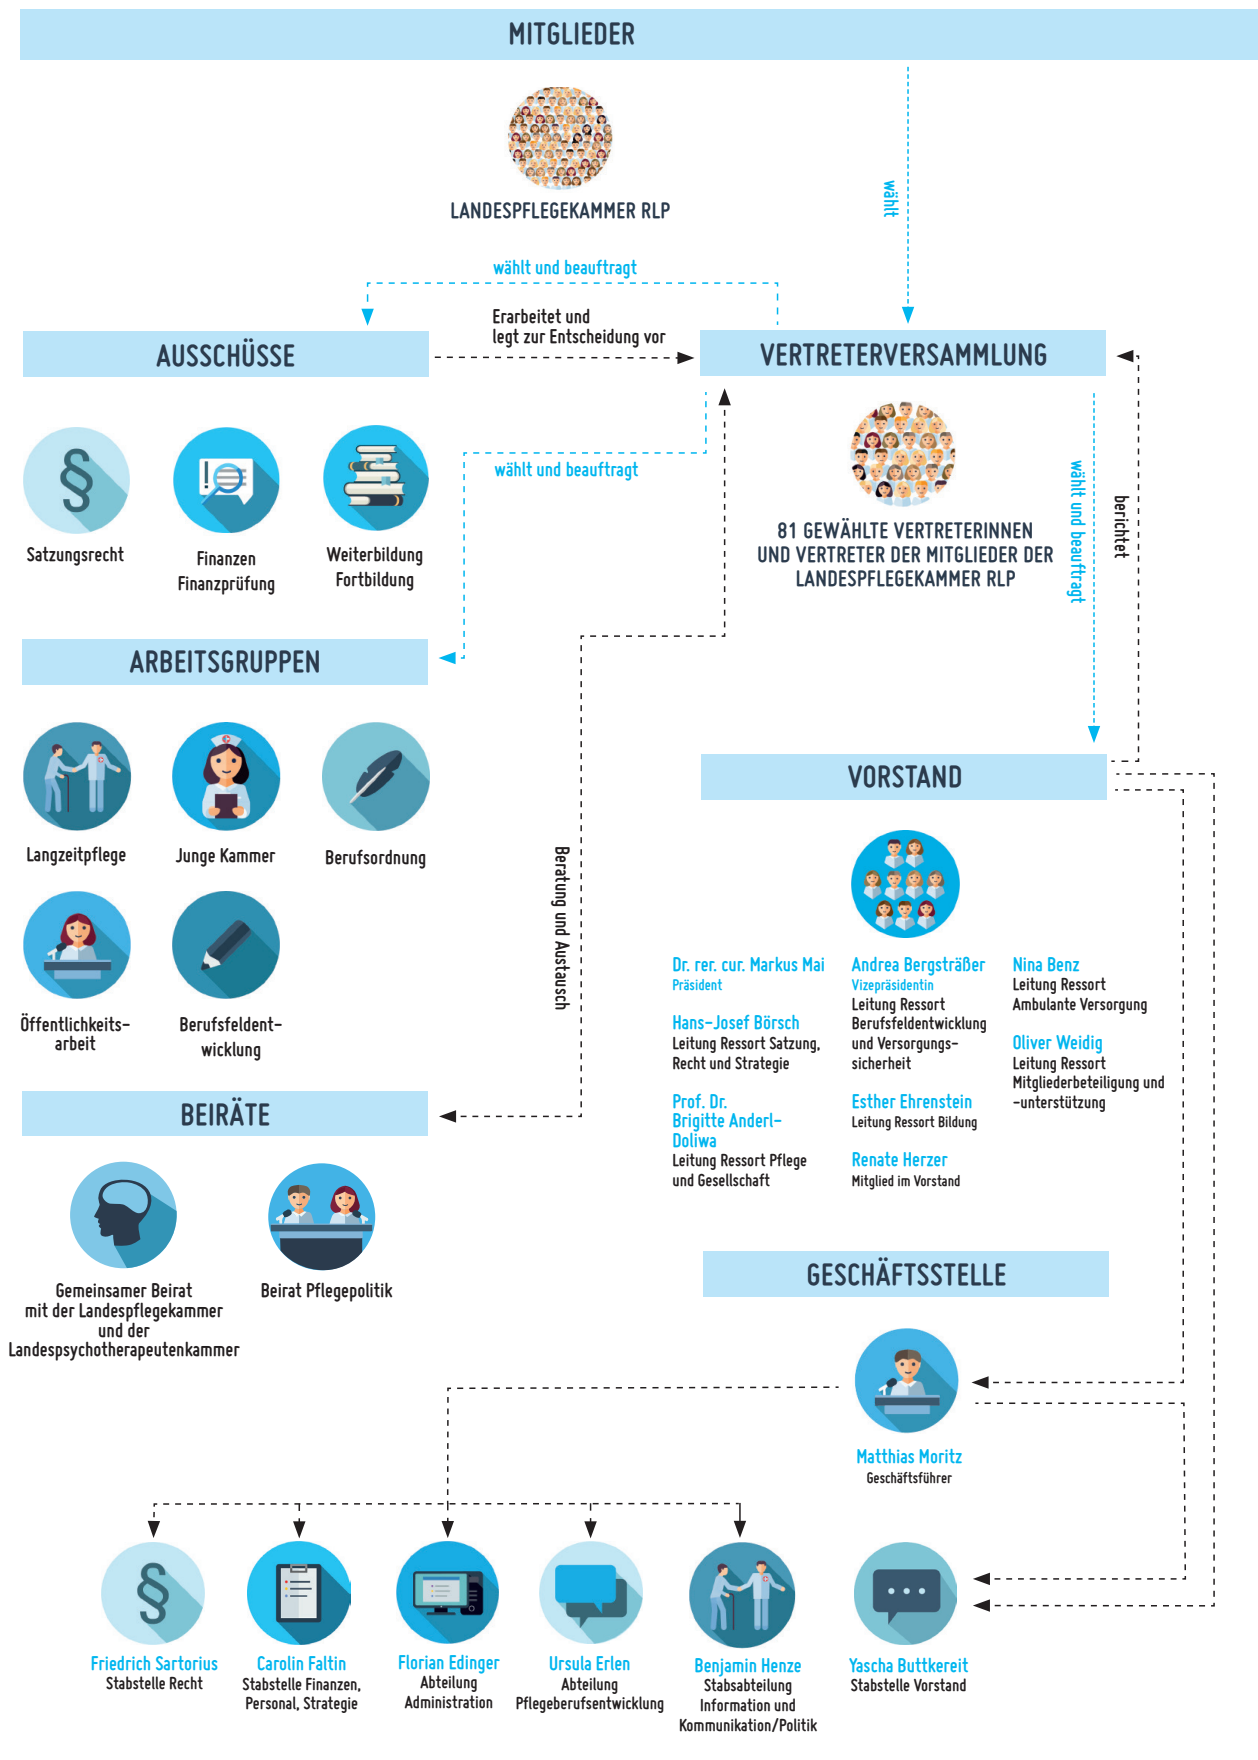 MITGLIEDER
LANDESPFLEGEKAMMER RLP
wählt
wählt und beauftragt
Erarbeitet und
legt zur Entscheidung vor
AUSSCHÜSSE
VERTRETERVERSAMMLUNG
§
Satzungsrecht
Finanzen
Finanzprüfung
Weiterbildung
Fortbildung
wählt und beauftragt
81 GEWÄHLTE VERTRETERINNEN
UND VERTRETER DER MITGLIEDER DER
LANDESPFLEGEKAMMER RLP
wählt und beauftragt
berichtet
ARBEITSGRUPPEN
Langzeitpflege
Junge Kammer
Berufsordnung
Öffentlichkeits-
arbeit
Berufsfeldent-
wicklung
Beratung und Austausch
VORSTAND
Dr. rer. cur. Markus Mai
Präsident
Hans-Josef Börsch
Leitung Ressort Satzung,
Recht und Strategie
Prof. Dr.
Brigitte Anderl-
Doliwa
Leitung Ressort Pflege
und Gesellschaft
Andrea Bergsträßer
Vizepräsidentin
Leitung Ressort
Berufsfeldentwicklung
und Versorgungs-
sicherheit
Esther Ehrenstein
Leitung Ressort Bildung
Renate Herzer
Mitglied im Vorstand
Nina Benz
Leitung Ressort
Ambulante Versorgung
Oliver Weidig
Leitung Ressort
Mitgliederbeteiligung und
-unterstützung
BEIRÄTE
Gemeinsamer Beirat
mit der Landespflegekammer
und der
Landespsychotherapeutenkammer
Beirat Pflegepolitik
GESCHÄFTSSTELLE
Matthias Moritz
Geschäftsführer
§
Friedrich Sartorius
Stabstelle Recht
Carolin Faltin
Stabstelle Finanzen,
Personal, Strategie
Florian Edinger
Abteilung
Administration
Ursula Erlen
Abteilung
Pflegeberufsentwicklung
Benjamin Henze
Stabsabteilung
Information und
Kommunikation/Politik
Yascha Buttkereit
Stabstelle Vorstand